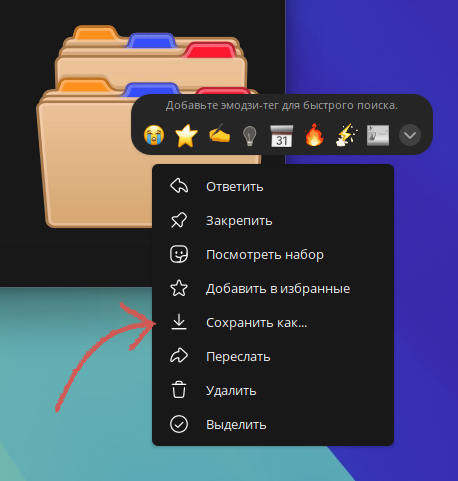 Добавьте эмодзи-тег для быстрого поиска.
31
Ответить
Закрепить
Посмотреть набор
Добавить в избранные
Сохранить как...
Переслать
Удалить
Выделить